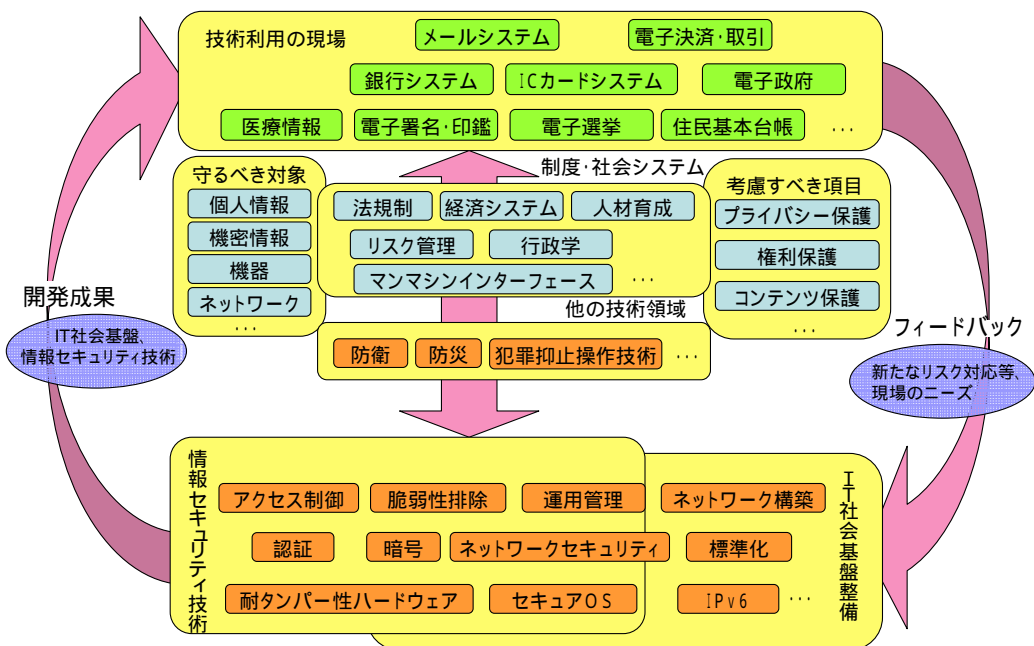 技術利用の現場
メールシステム
電子決済・取引
銀行システム
ICカードシステム
電子政府
医療情報
電子署名・印鑑
電子選挙
住民基本台帳
...
守るべき対象
個人情報
機密情報
機器
ネットワーク
...
制度・社会システム
法規制
経済システム
人材育成
リスク管理
行政学
マンマシンインターフェース
...
考慮すべき項目
プライバシー保護
権利保護
コンテンツ保護
...
他の技術領域
防衛
防災
犯罪抑止操作技術
...
開発成果
IT社会基盤、
情報セキュリティ技術
フィードバック
新たなリスク対応等、
現場のニーズ
情報セキュリティ技術
アクセス制御
脆弱性排除
運用管理
ネットワーク構築
認証
暗号
ネットワークセキュリティ
標準化
耐タンパー性ハードウェア
セキュアOS
IPv6
...
IT社会基盤整備